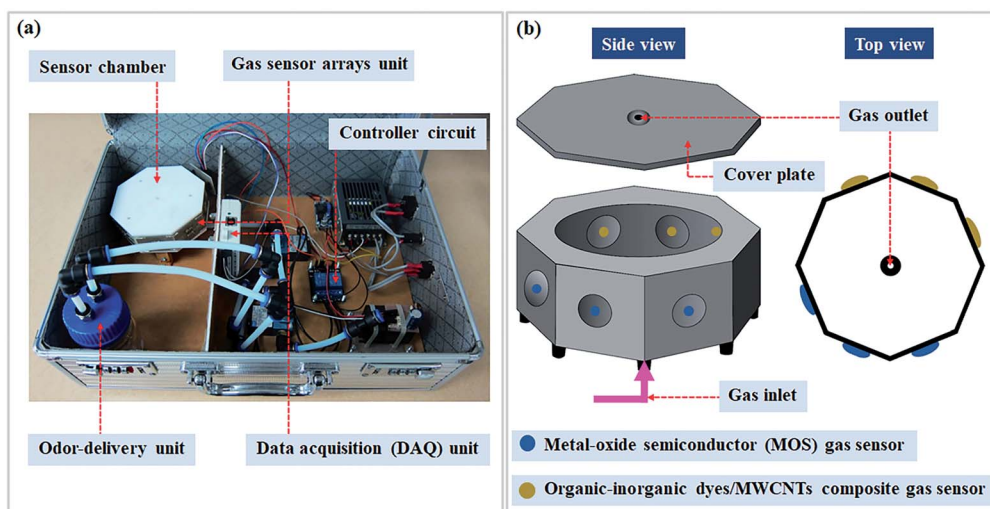 (a)
Sensor chamber
Gas sensor arrays unit
Controller circuit
Odor-delivery unit
Data acquisition (DAQ) unit
(b)
Side view
Top view
Gas outlet
Cover plate
Gas inlet
Metal-oxide semiconductor (MOS) gas sensor
Organic-inorganic dyes/MWCNTs composite gas sensor